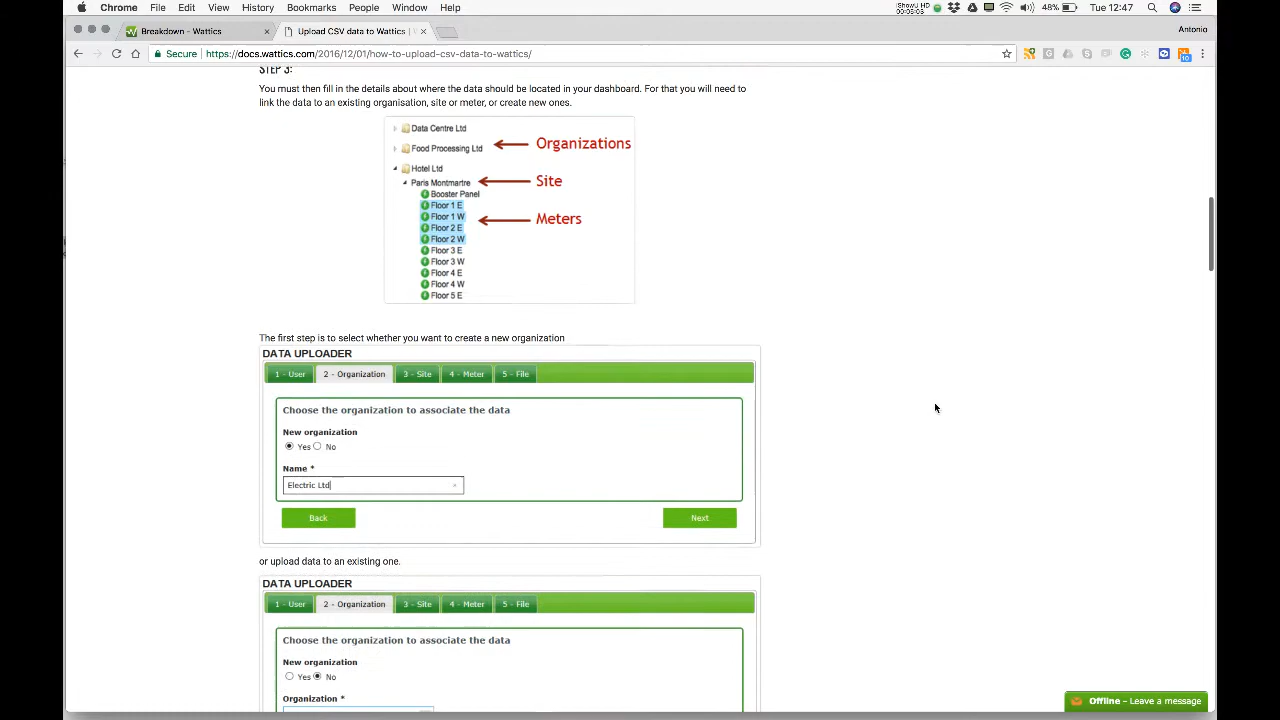 Chrome File Edit View History Bookmarks People Window Help
48% Tue 12:47
Breakdown - Wattics
Upload CSV data to Wattics |
Antonio
Secure https://docs.wattics.com/2016/12/01/how-to-upload-csv-data-to-wattics/
STEP 3:
You must then fill in the details about where the data should be located in your dashboard. For that you will need to
link the data to an existing organisation, site or meter, or create new ones.
Data Centre Ltd
Food Processing Ltd
Organizations
Hotel Ltd
Paris Montmartre
Site
Booster Panel
Floor 1 E
Floor 1 W
Meters
Floor 2 E
Floor 2 W
Floor 3 E
Floor 3 W
Floor 4 E
Floor 4 W
Floor 5 E
The first step is to select whether you want to create a new organization
DATA UPLOADER
1 - User 2 - Organization 3 - Site 4 - Meter 5 - File
Choose the organization to associate the data
New organization
Yes No
Name *
Electric Ltd
Back Next
or upload data to an existing one.
DATA UPLOADER
1 - User 2 - Organization 3 - Site 4 - Meter 5 - File
Choose the organization to associate the data
New organization
Yes No
Organization *
Offline - Leave a message